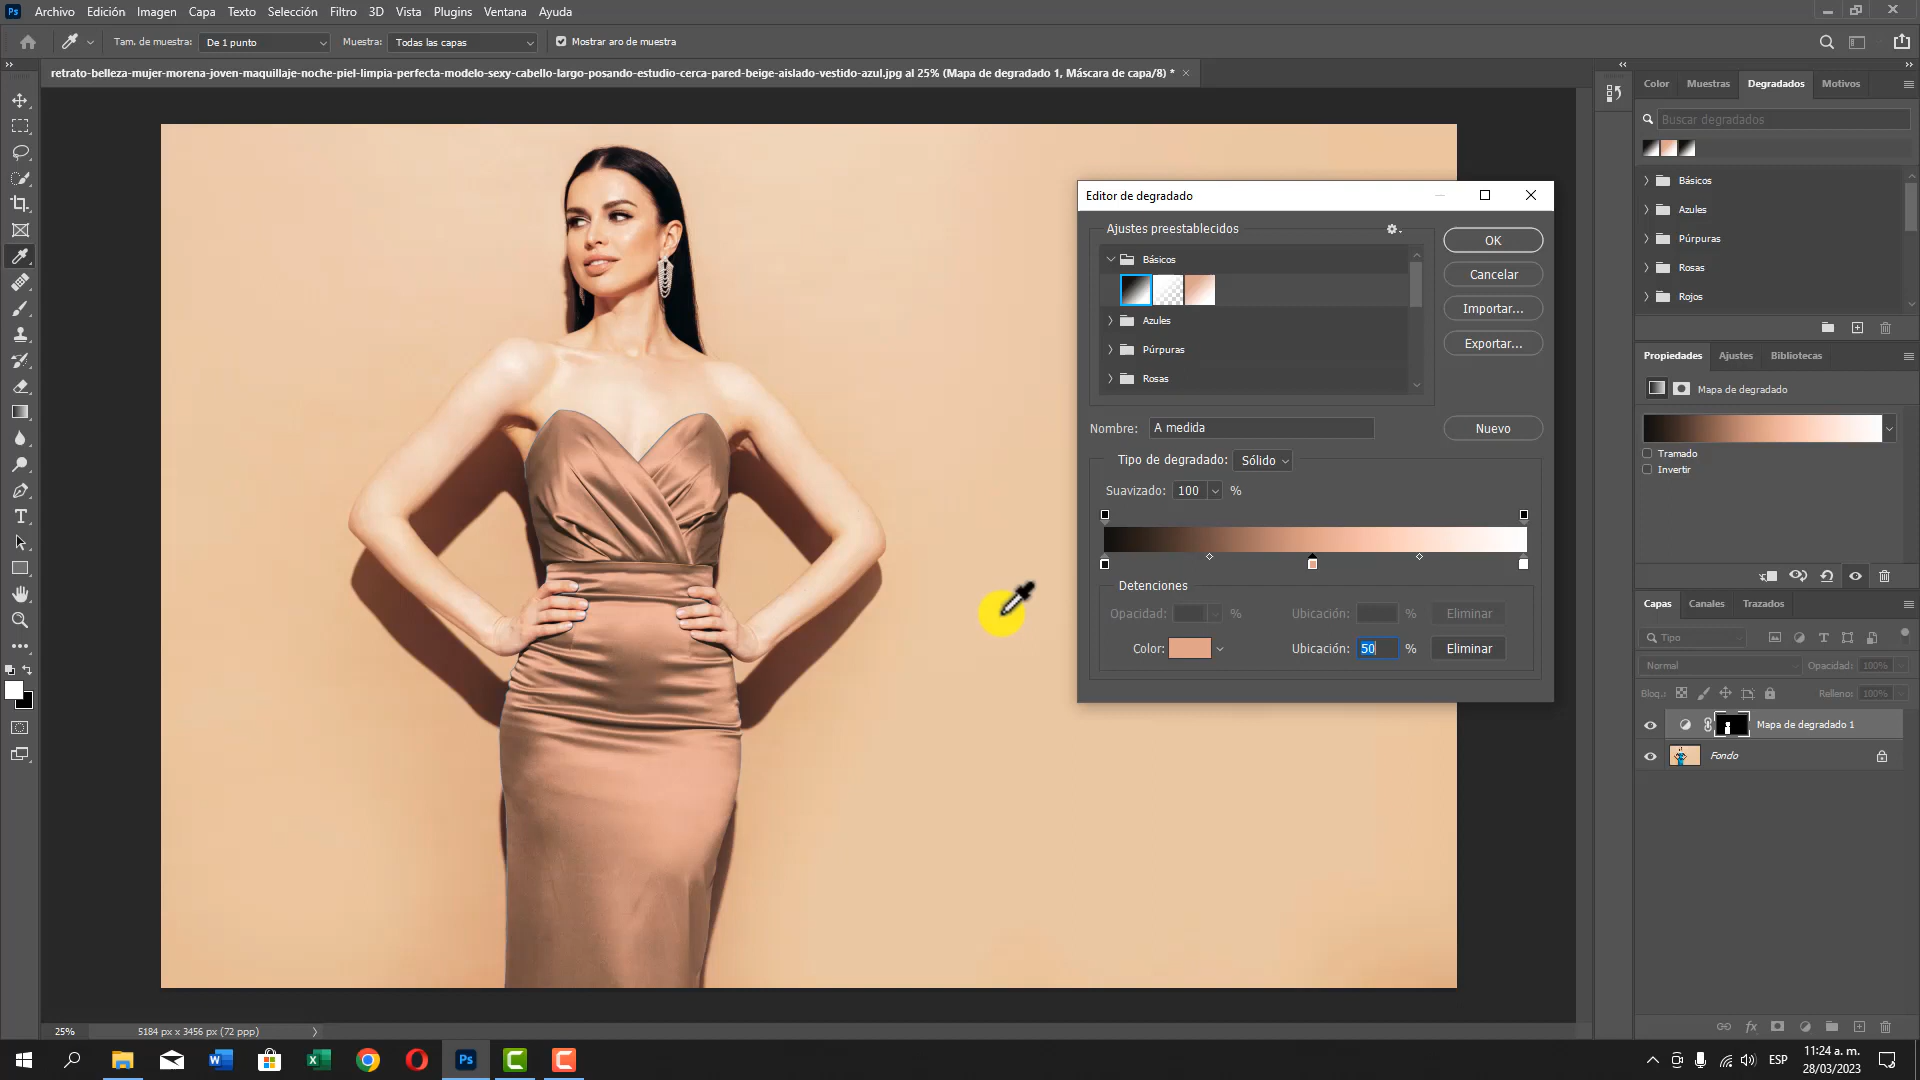 Ps Archivo Edición Imagen Capa Texto Selección Filtro 3D Vista Plugins Ventana Ayuda
Tam. de muestra: De 1 punto Muestra: Todas las capas Mostrar aro de muestra
retrato-belleza-mujer-morena-joven-maquillaje-noche-piel-limpia-perfecta-modelo-sexy-cabello-largo-posando-estudio-cerca-pared-beige-aislado-vestido-azul.jpg al 25% (Mapa de degradado 1, Máscara de capa/8) *
Color Muestras Degradados Motivos
Buscar degradados
Básicos
Azules
Púrpuras
Rosas
Rojos
Editor de degradado
Ajustes preestablecidos
Básicos
Azules
Púrpuras
Rosas
OK
Cancelar
Importar...
Exportar...
Nombre: A medida Nuevo
Tipo de degradado: Sólido
Suavizado: 100 %
Detenciones
Opacidad: % Ubicación: % Eliminar
Color: Ubicación: 50 % Eliminar
Propiedades Ajustes Bibliotecas
Mapa de degradado
Tramado
Invertir
Capas Canales Trazados
Tipo
Normal Opacidad: 100%
Bloq.: Relleno: 100%
Mapa de degradado 1
Fondo
25% 5184 px x 3456 px (72 ppp)
Ps ESP 11:24 a. m.
28/03/2023